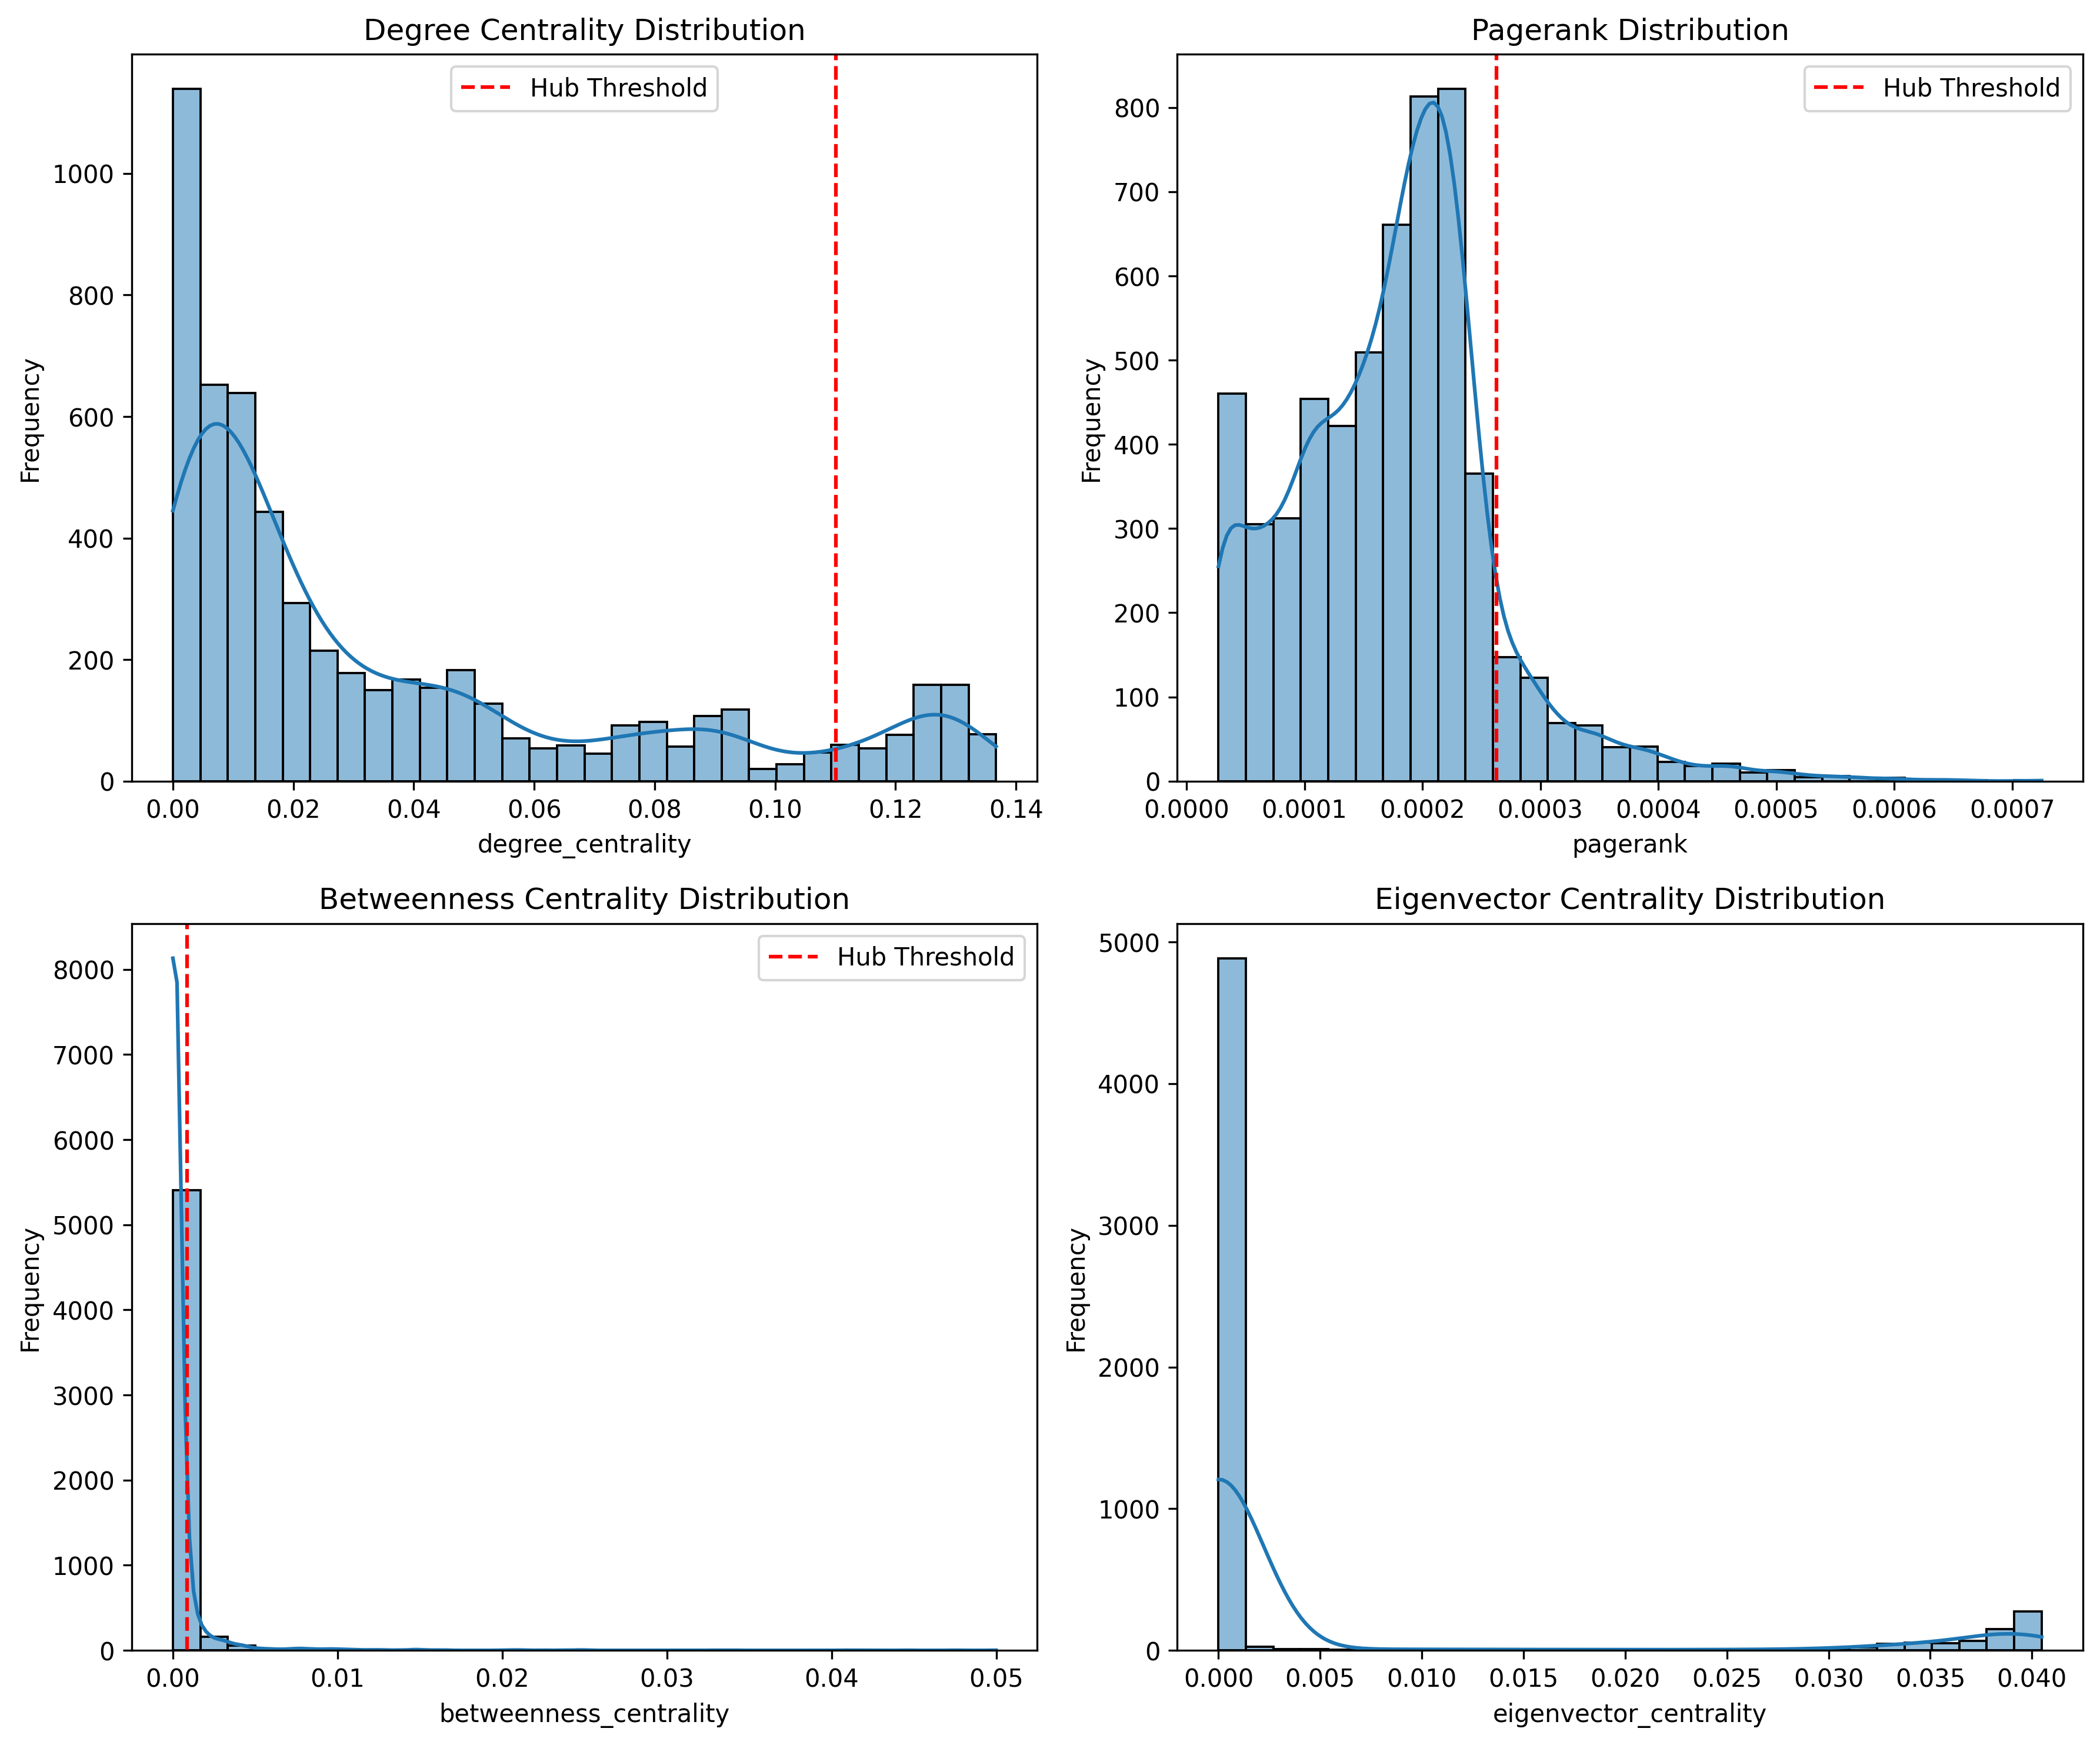 Degree Centrality Distribution
Hub Threshold
Frequency
1000
800
600
400
200
0
0.00 0.02 0.04 0.06 0.08 0.10 0.12 0.14
degree_centrality
Pagerank Distribution
Hub Threshold
Frequency
800
700
600
500
400
300
200
100
0
0.0000 0.0001 0.0002 0.0003 0.0004 0.0005 0.0006 0.0007
pagerank
Betweenness Centrality Distribution
Hub Threshold
Frequency
8000
7000
6000
5000
4000
3000
2000
1000
0
0.00 0.01 0.02 0.03 0.04 0.05
betweenness_centrality
Eigenvector Centrality Distribution
Frequency
5000
4000
3000
2000
1000
0
0.000 0.005 0.010 0.015 0.020 0.025 0.030 0.035 0.040
eigenvector_centrality